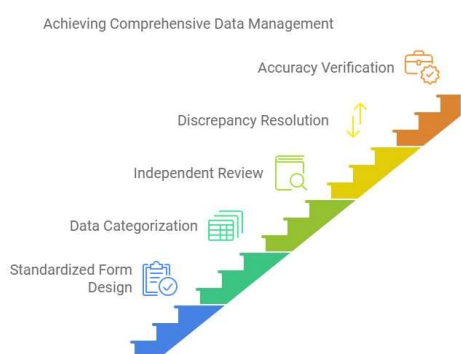 Achieving Comprehensive Data Management
Accuracy Verification
Discrepancy Resolution
Independent Review
Data Categorization
Standardized Form
Design